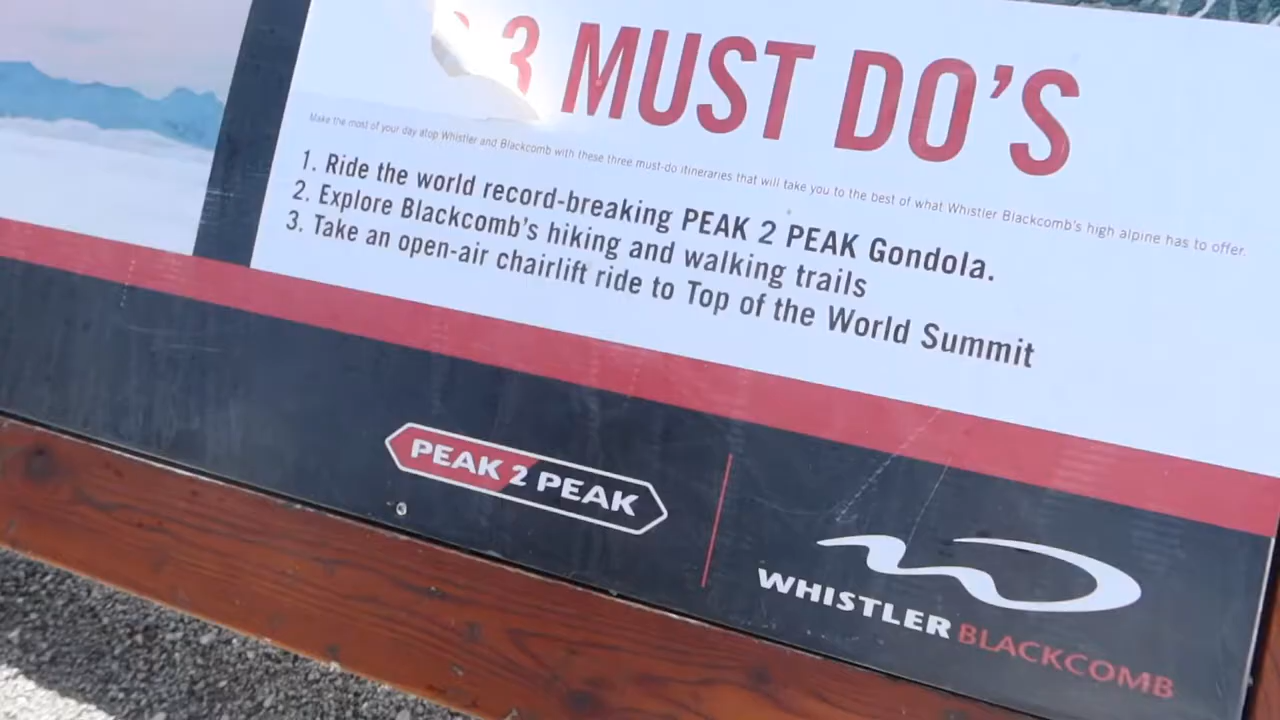 3 MUST DO'S
Make the most of your day atop Whistler and Blackcomb with these three must-do itineraries that will take you to the best of what Whistler Blackcomb's high alpine has to offer.
1. Ride the world record-breaking PEAK 2 PEAK Gondola.
2. Explore Blackcomb's hiking and walking trails
3. Take an open-air chairlift ride to Top of the World Summit
PEAK 2 PEAK
WHISTLER BLACKCOMB